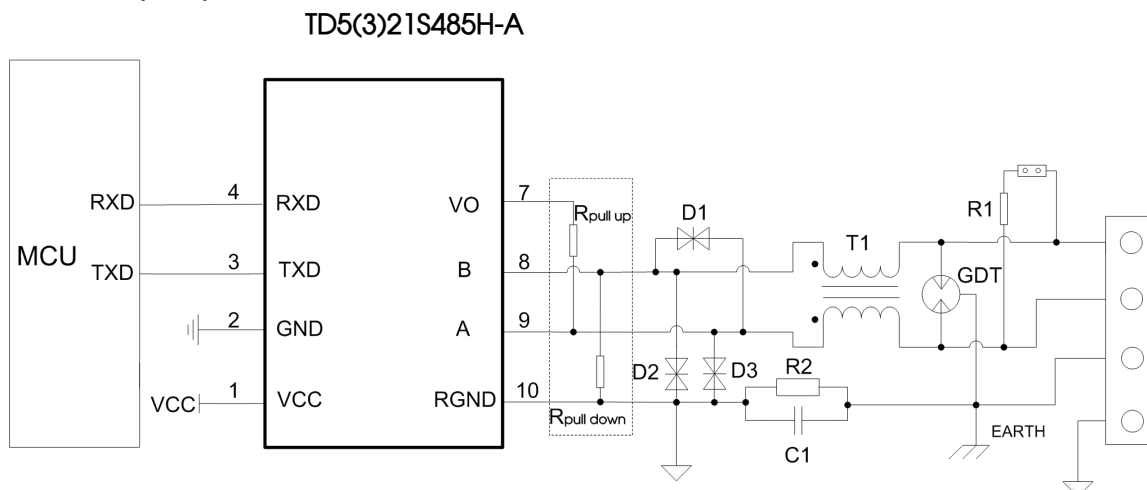 TD5(3)21S485H-A
MCU
RXD
TXD
4
3
2
1
RXD
TXD
GND
VCC
VCC
VO
B
A
RGND
7
8
9
10
Rpull up
Rpull down
D1
D2
D3
T1
R2
C1
GDT
R1
EARTH